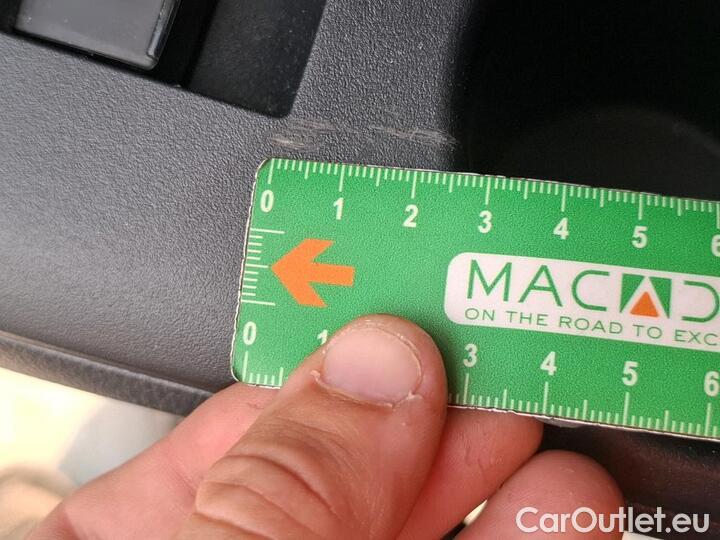 0 1 2 3 4 5 6
MACAD
ON THE ROAD TO EXC
0 1 3 4 5 6
CarOutlet.eu